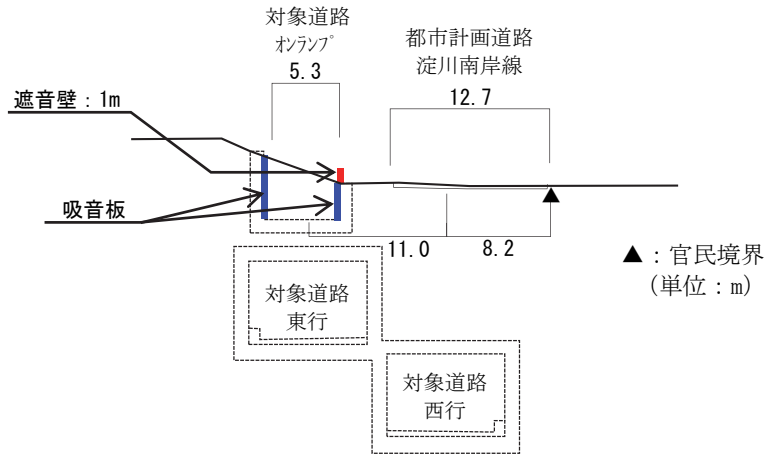 対象道路
オンランプ
5.3
都市計画道路
淀川南岸線
12.7
遮音壁：1m
吸音板
11.0
8.2
▲：官民境界
(単位：m)
対象道路
東行
対象道路
西行